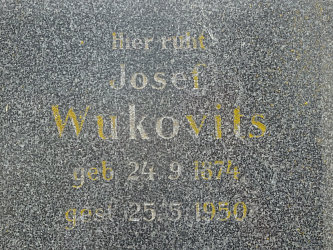 Hier ruht
Josef
Wukovits
geb 24 9 1874
gest 25 5 1950